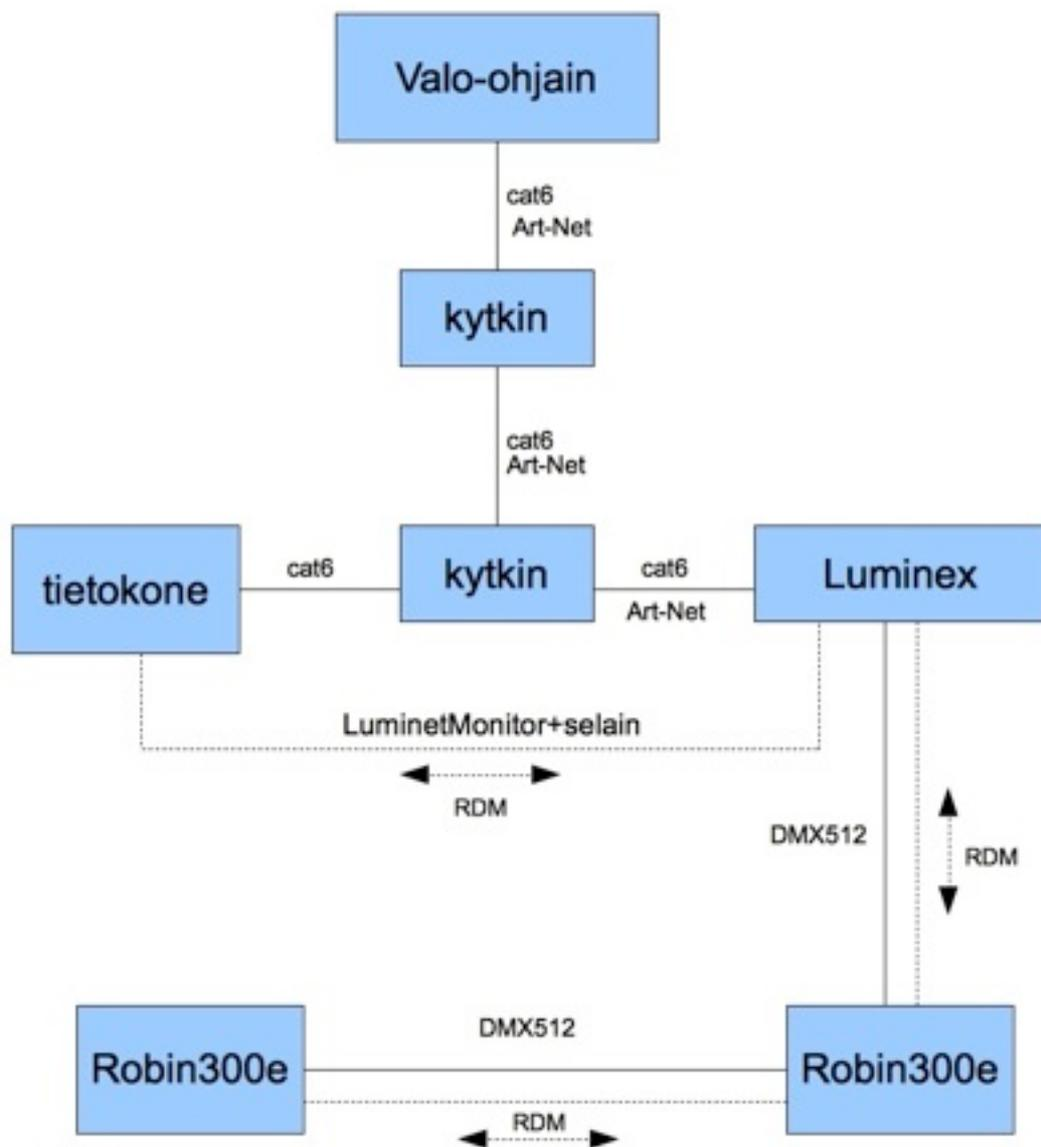 Valo-ohjain
cat6
Art-Net
kytkin
cat6
Art-Net
tietokone
cat6
kytkin
cat6
Art-Net
Luminex
LuminetMonitor+selain
RDM
DMX512
RDM
Robin300e
DMX512
RDM
Robin300e